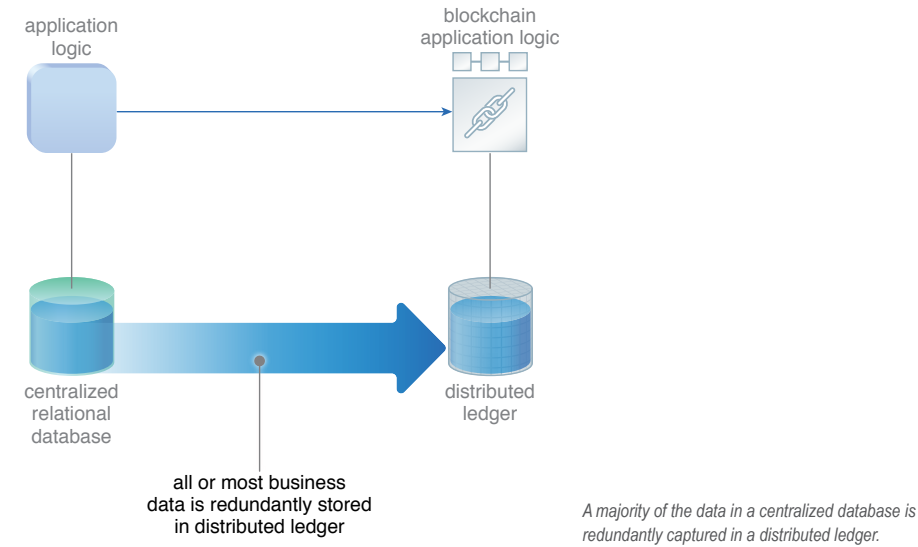 application
logic
blockchain
application logic
centralized
relational
database
distributed
ledger
all or most business
data is redundantly stored
in distributed ledger
A majority of the data in a centralized database is
redundantly captured in a distributed ledger.